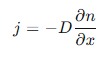 j = −D ∂n/∂x